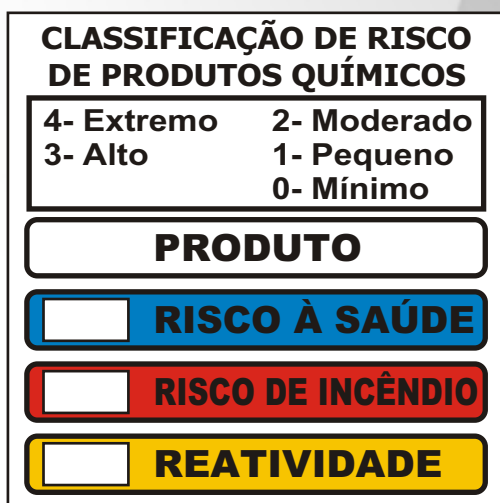 CLASSIFICAÇÃO DE RISCO
DE PRODUTOS QUÍMICOS
4- Extremo 2- Moderado
3- Alto 1- Pequeno
0- Mínimo
PRODUTO
RISCO À SAÚDE
RISCO DE INCÊNDIO
REATIVIDADE